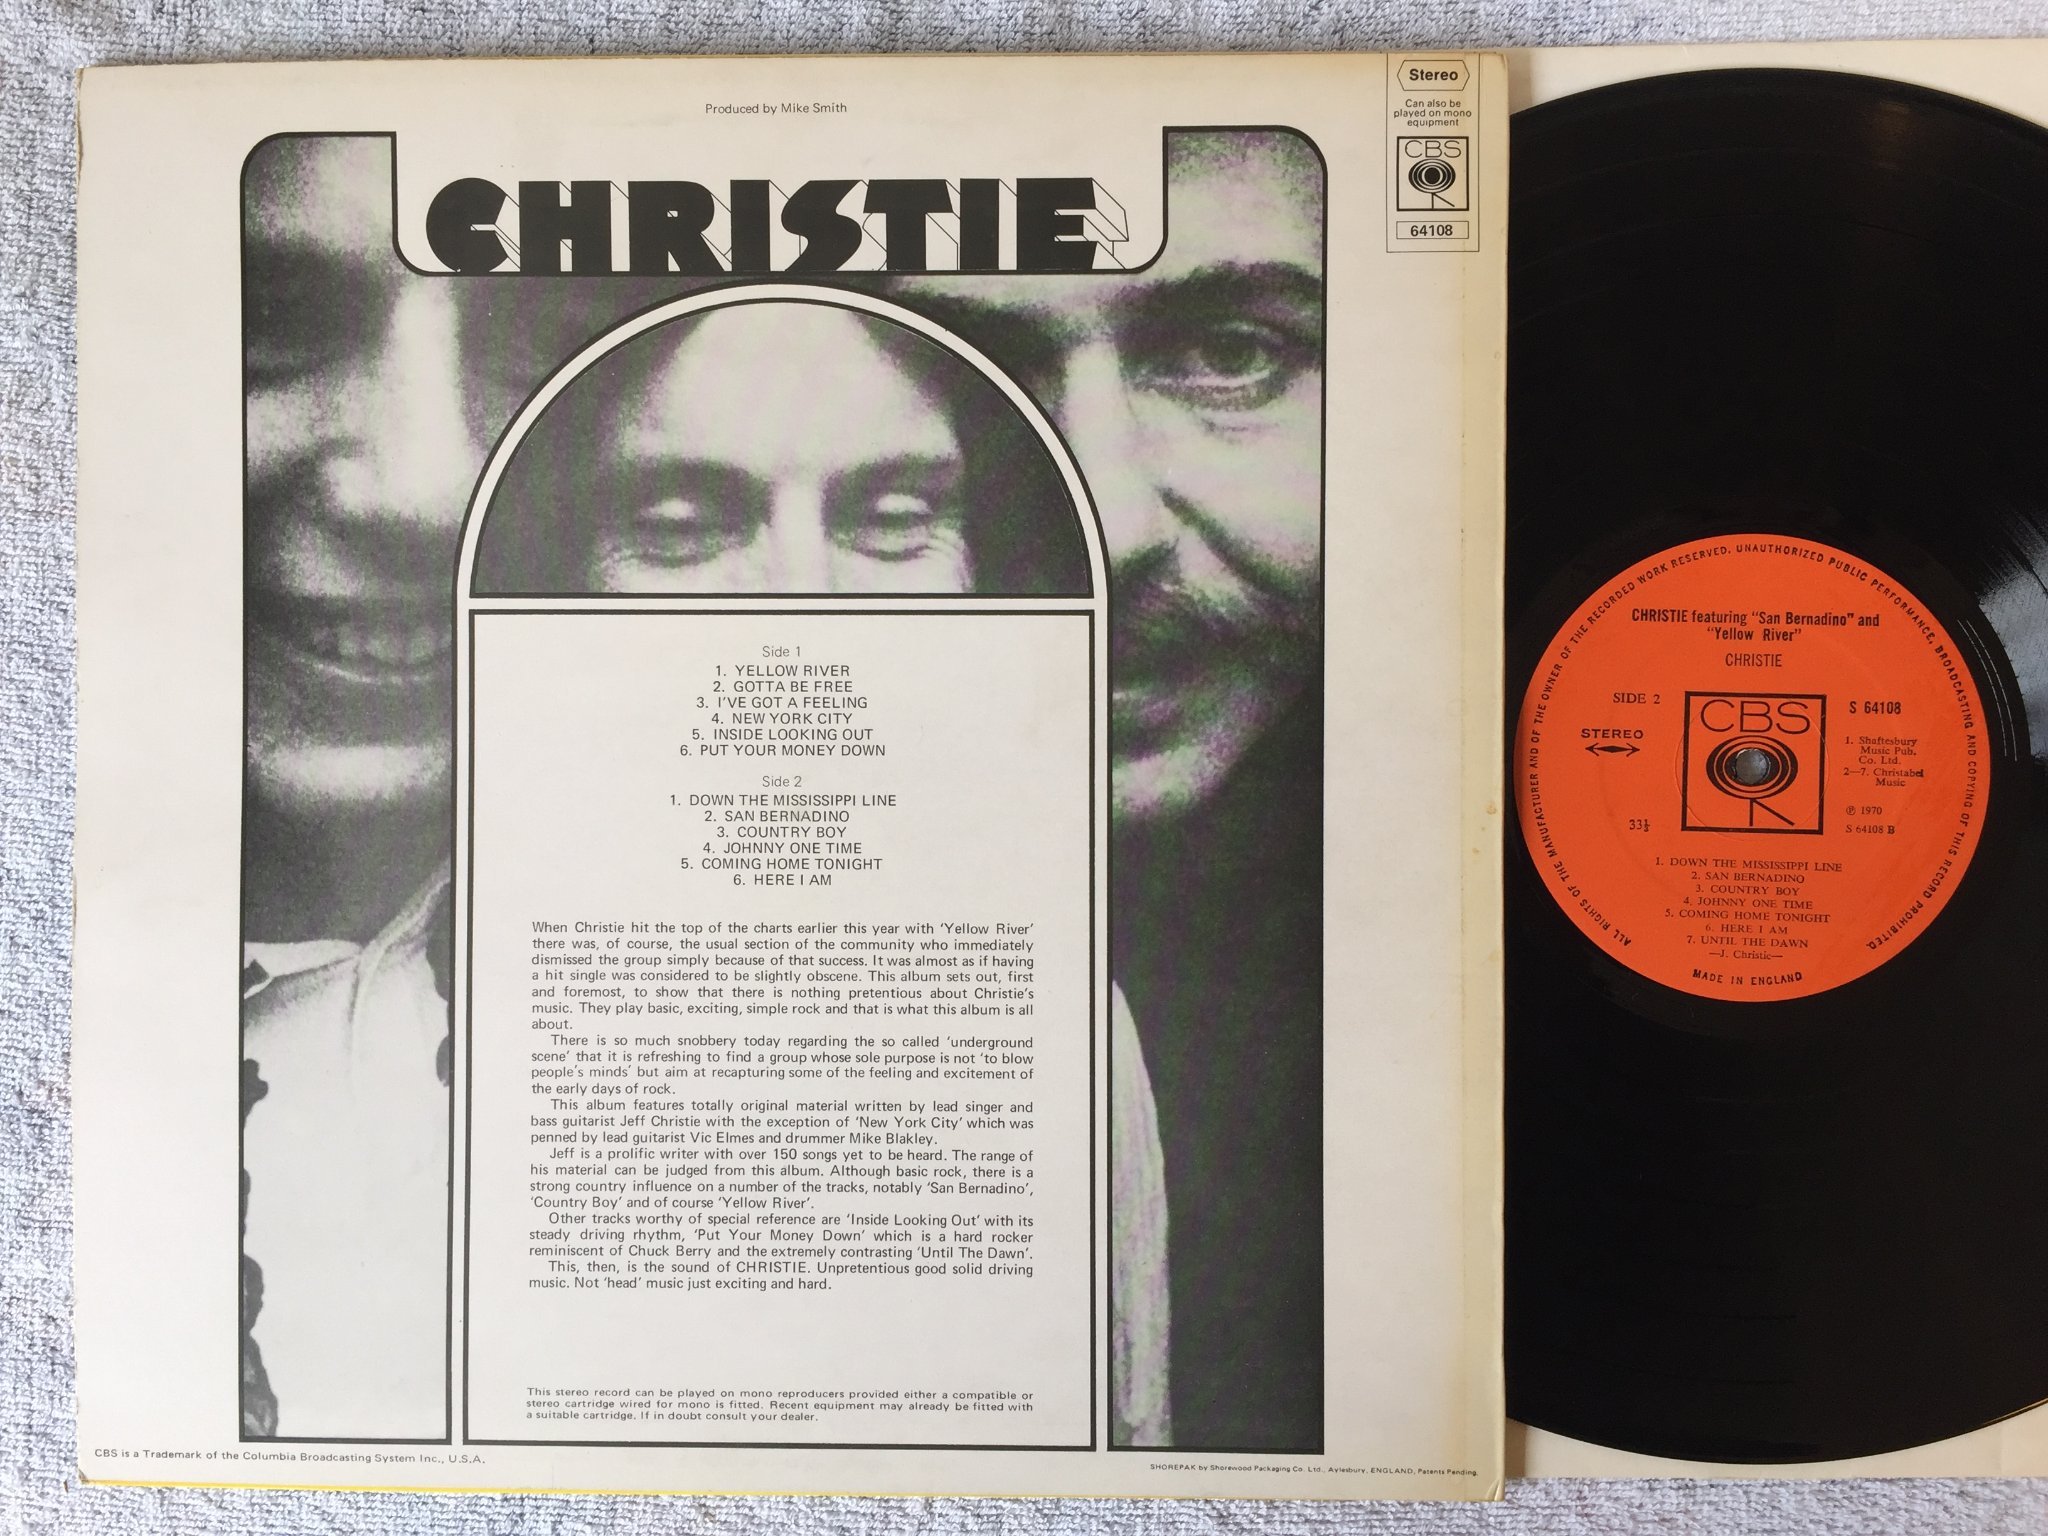 Produced by Mike Smith
CHRISTIE
Stereo
Can also be
played on mono
equipment
CBS
64108
Side 1
1. YELLOW RIVER
2. GOTTA BE FREE
3. I'VE GOT A FEELING
4. NEW YORK CITY
5. INSIDE LOOKING OUT
6. PUT YOUR MONEY DOWN
Side 2
1. DOWN THE MISSISSIPPI LINE
2. SAN BERNADINO
3. COUNTRY BOY
4. JOHNNY ONE TIME
5. COMING HOME TONIGHT
6. HERE I AM
When Christie hit the top of the charts earlier this year with ‘Yellow River’
there was, of course, the usual section of the community who immediately
dismissed the group simply because of that success. It was almost as if having
a hit single was considered to be slightly obscene. This album sets out, first
and foremost, to show that there is nothing pretentious about Christie's
music. They play basic, exciting, simple rock and that is what this album is all
about.
There is so much snobbery today regarding the so called ‘underground
scene’ that it is refreshing to find a group whose sole purpose is not ‘to blow
people's minds’ but aim at recapturing some of the feeling and excitement of
the early days of rock.
This album features totally original material written by lead singer and
bass guitarist Jeff Christie with the exception of ‘New York City’ which was
penned by lead guitarist Vic Elmes and drummer Mike Blakley.
Jeff is a prolific writer with over 150 songs yet to be heard. The range of
his material can be judged from this album. Although basic rock, there is a
strong country influence on a number of the tracks, notably ‘San Bernadino’,
‘Country Boy’ and of course ‘Yellow River’.
Other tracks worthy of special reference are ‘Inside Looking Out’ with its
steady driving rhythm, ‘Put Your Money Down’ which is a hard rocker
reminiscent of Chuck Berry and the extremely contrasting ‘Until The Dawn’.
This, then, is the sound of CHRISTIE. Unpretentious good solid driving
music. Not ‘head’ music just exciting and hard.
This stereo record can be played on mono reproducers provided either a compatible or
stereo cartridge wired for mono is fitted. Recent equipment may already be fitted with
a suitable cartridge. If in doubt consult your dealer.
CBS is a Trademark of the Columbia Broadcasting System Inc., U.S.A.
SHOREPAK by Shorewood Packaging Co. Ltd., Aylesbury, ENGLAND, Patents Pending.
ALL RIGHTS OF THE MANUFACTURER AND OF THE OWNER OF THE RECORDED WORK RESERVED. UNAUTHORIZED PUBLIC PERFORMANCE, BROADCASTING AND COPYING OF THIS RECORD PROHIBITED.
CHRISTIE featuring "San Bernadino" and
"Yellow River"
CHRISTIE
SIDE 2
STEREO
33⅓
CBS
S 64108
1. Shaftesbury
Music Pub.
Co. Ltd.
2—7. Christabel
Music
℗ 1970
S 64108 B
1. DOWN THE MISSISSIPPI LINE
2. SAN BERNADINO
3. COUNTRY BOY
4. JOHNNY ONE TIME
5. COMING HOME TONIGHT
6. HERE I AM
7. UNTIL THE DAWN
—J. Christie—
MADE IN ENGLAND